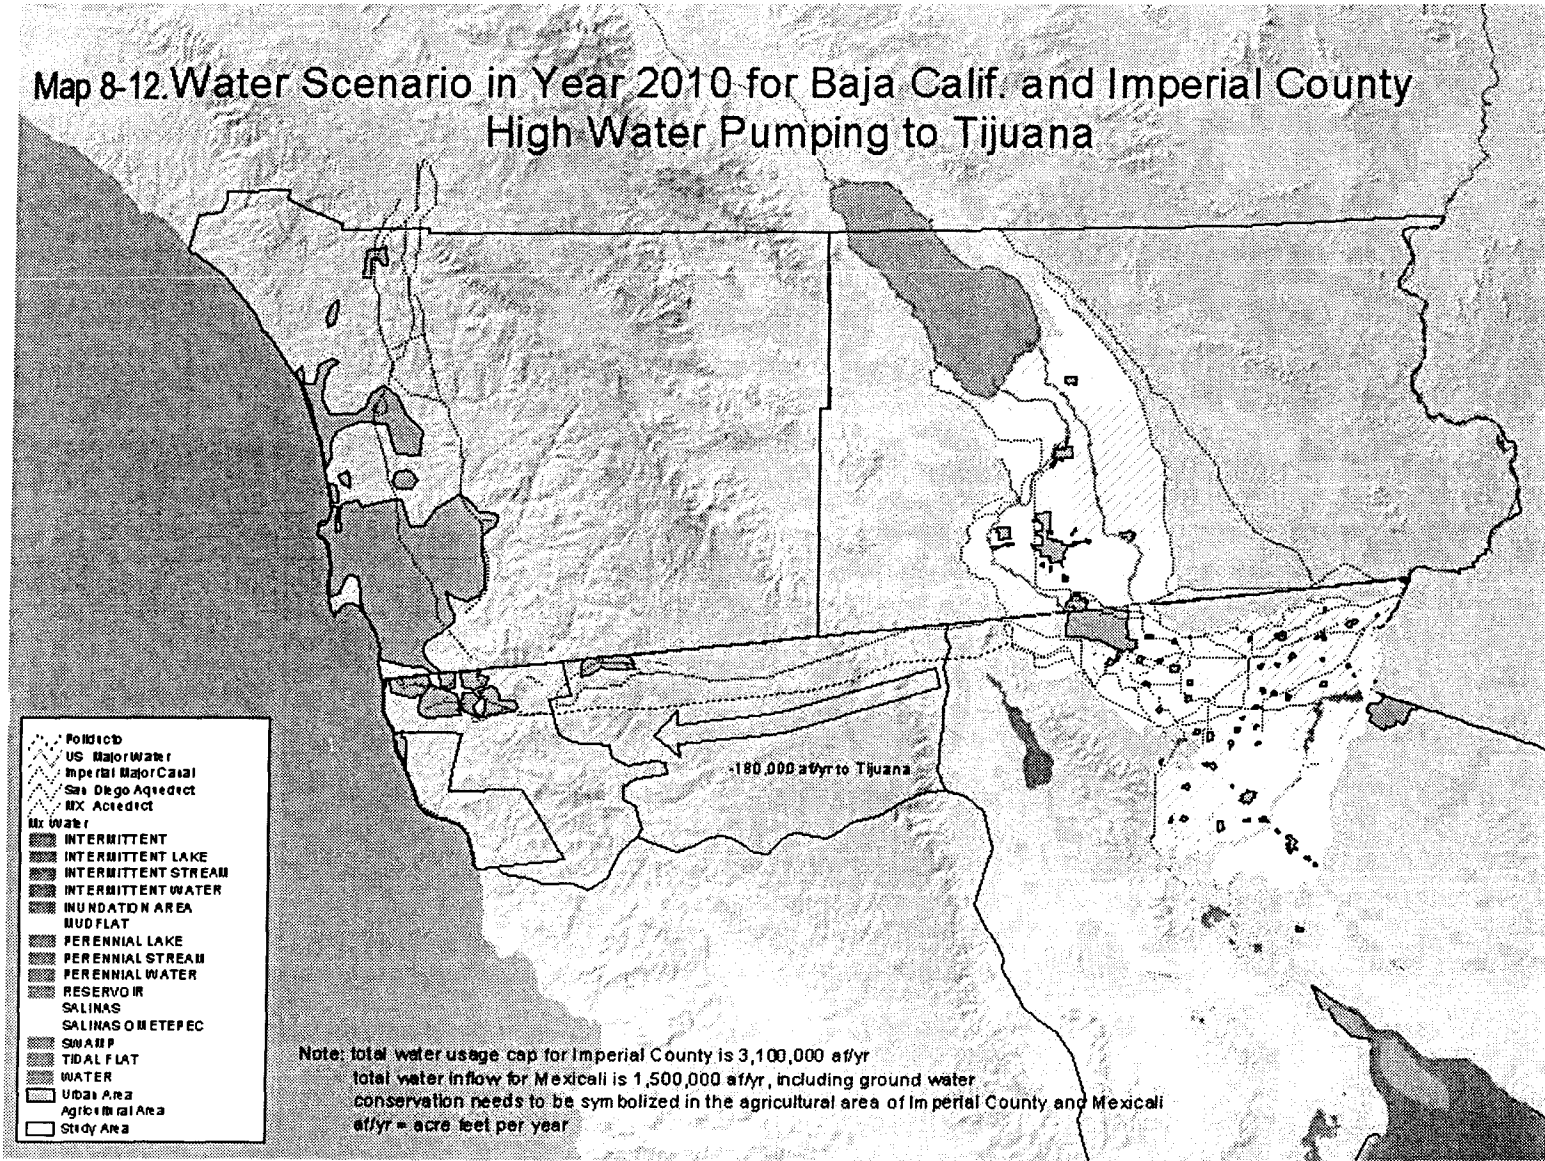 Map 8-12. Water Scenario in Year 2010 for Baja Calif. and Imperial County
High Water Pumping to Tijuana
-180,000 af/yr to Tijuana
Poliducto
US Major Water
Imperial Major Canal
San Diego Aqueduct
MX Aqueduct
Mx Water
INTERMITTENT
INTERMITTENT LAKE
INTERMITTENT STREAM
INTERMITTENT WATER
INUNDATION AREA
MUDFLAT
PERENNIAL LAKE
PERENNIAL STREAM
PERENNIAL WATER
RESERVOIR
SALINAS
SALINAS OMETEPEC
SWAMP
TIDAL FLAT
WATER
Urban Area
Agricultural Area
Study Area
Note: total water usage cap for Imperial County is 3,100,000 af/yr
total water inflow for Mexicali is 1,500,000 af/yr, including ground water
conservation needs to be symbolized in the agricultural area of Imperial County and Mexicali
af/yr = acre feet per year